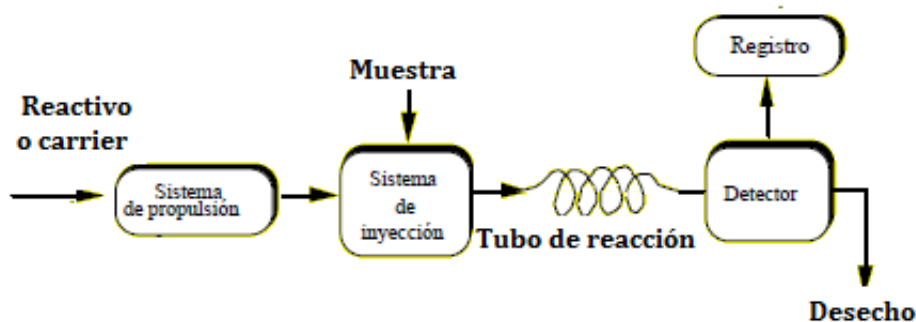 Reactivo
o carrier
Sistema
de propulsión
Muestra
Sistema
de
inyección
Tubo de reacción
Registro
Detector
Desecho